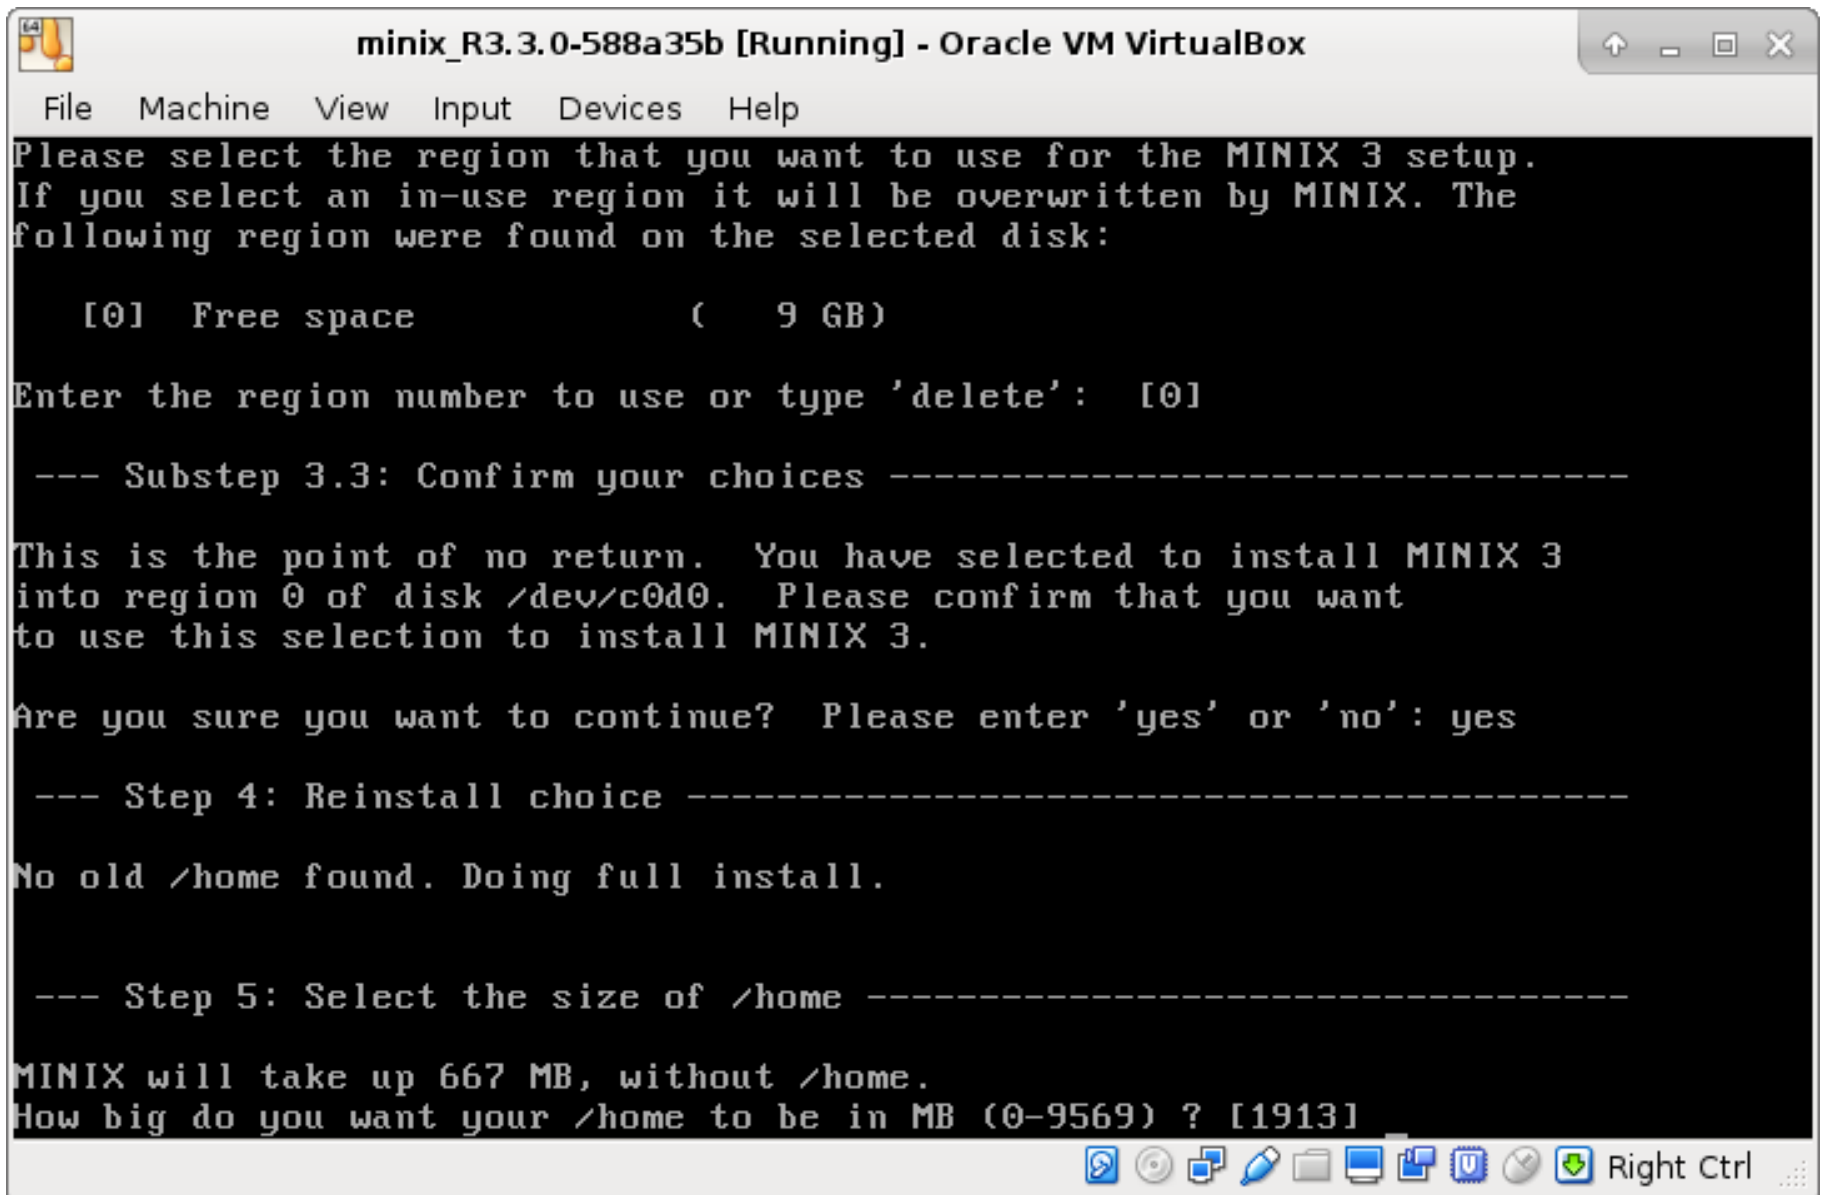 64
minix_R3.3.0-588a35b [Running] - Oracle VM VirtualBox
File Machine View Input Devices Help
Please select the region that you want to use for the MINIX 3 setup.
If you select an in-use region it will be overwritten by MINIX. The
following region were found on the selected disk:
[0] Free space ( 9 GB)
Enter the region number to use or type 'delete': [0]
--- Substep 3.3: Confirm your choices ---------------------------------
This is the point of no return. You have selected to install MINIX 3
into region 0 of disk /dev/c0d0. Please confirm that you want
to use this selection to install MINIX 3.
Are you sure you want to continue? Please enter 'yes' or 'no': yes
--- Step 4: Reinstall choice ------------------------------------------
No old /home found. Doing full install.
--- Step 5: Select the size of /home ----------------------------------
MINIX will take up 667 MB, without /home.
How big do you want your /home to be in MB (0-9569) ? [1913] _
Right Ctrl